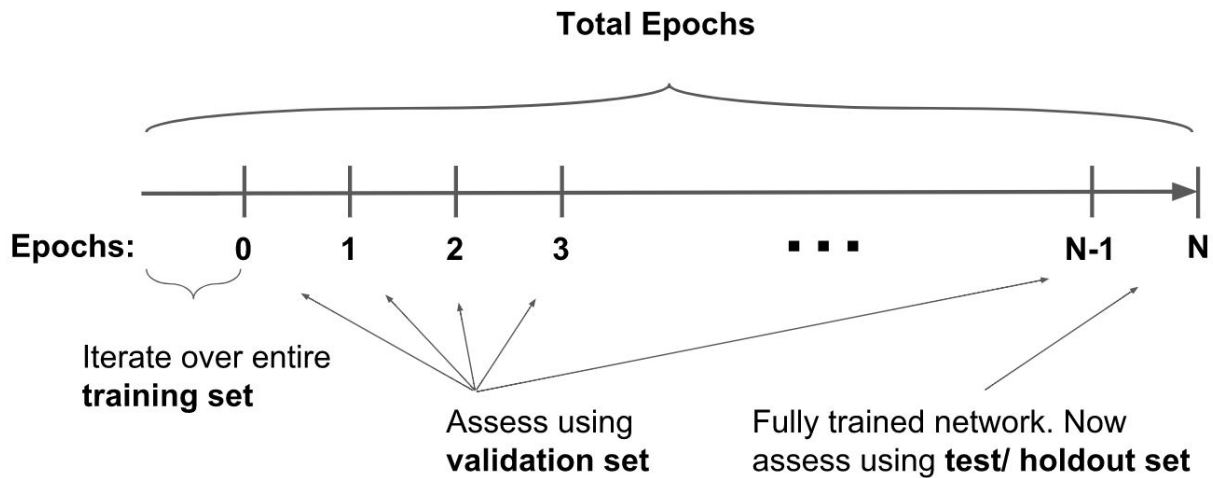 Total Epochs
Epochs: 0 1 2 3 ... N-1 N
Iterate over entire
training set
Assess using
validation set
Fully trained network. Now
assess using test/ holdout set